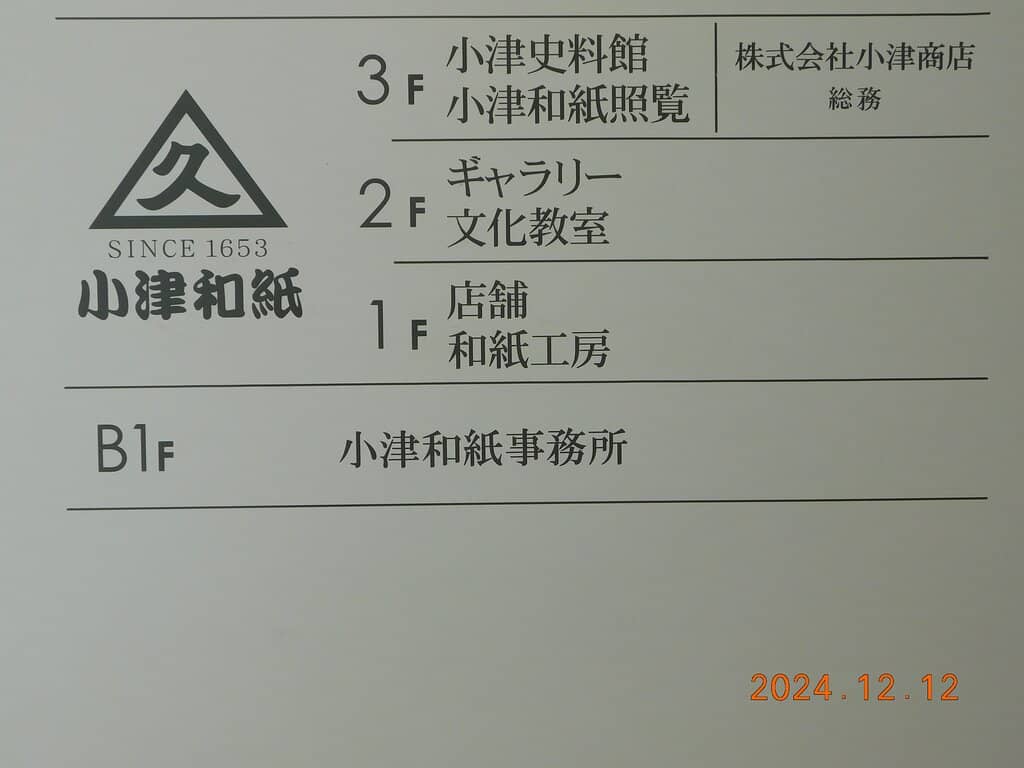 久
SINCE 1653
小津和紙
3F
小津史料館
小津和紙照覧
株式会社小津商店
総務
2F
ギャラリー
文化教室
1F
店舗
和紙工房
B1F
小津和紙事務所
2024.12.12